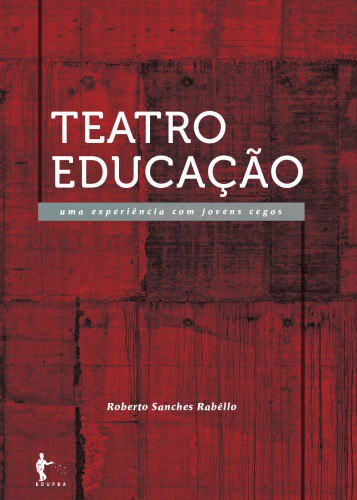 TEATRO
EDUCAÇÃO
uma experiência com jovens cegos
Roberto Sanches Rabêllo
EDUFBA